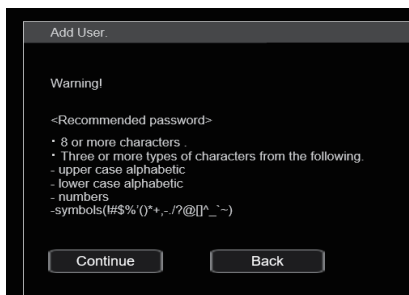 Add User.
Warning!
<Recommended password>
・8 or more characters .
・Three or more types of characters from the following.
- upper case alphabetic
- lower case alphabetic
- numbers
-symbols(!#$%'()*+,-./?@[]^_`~)
Continue
Back